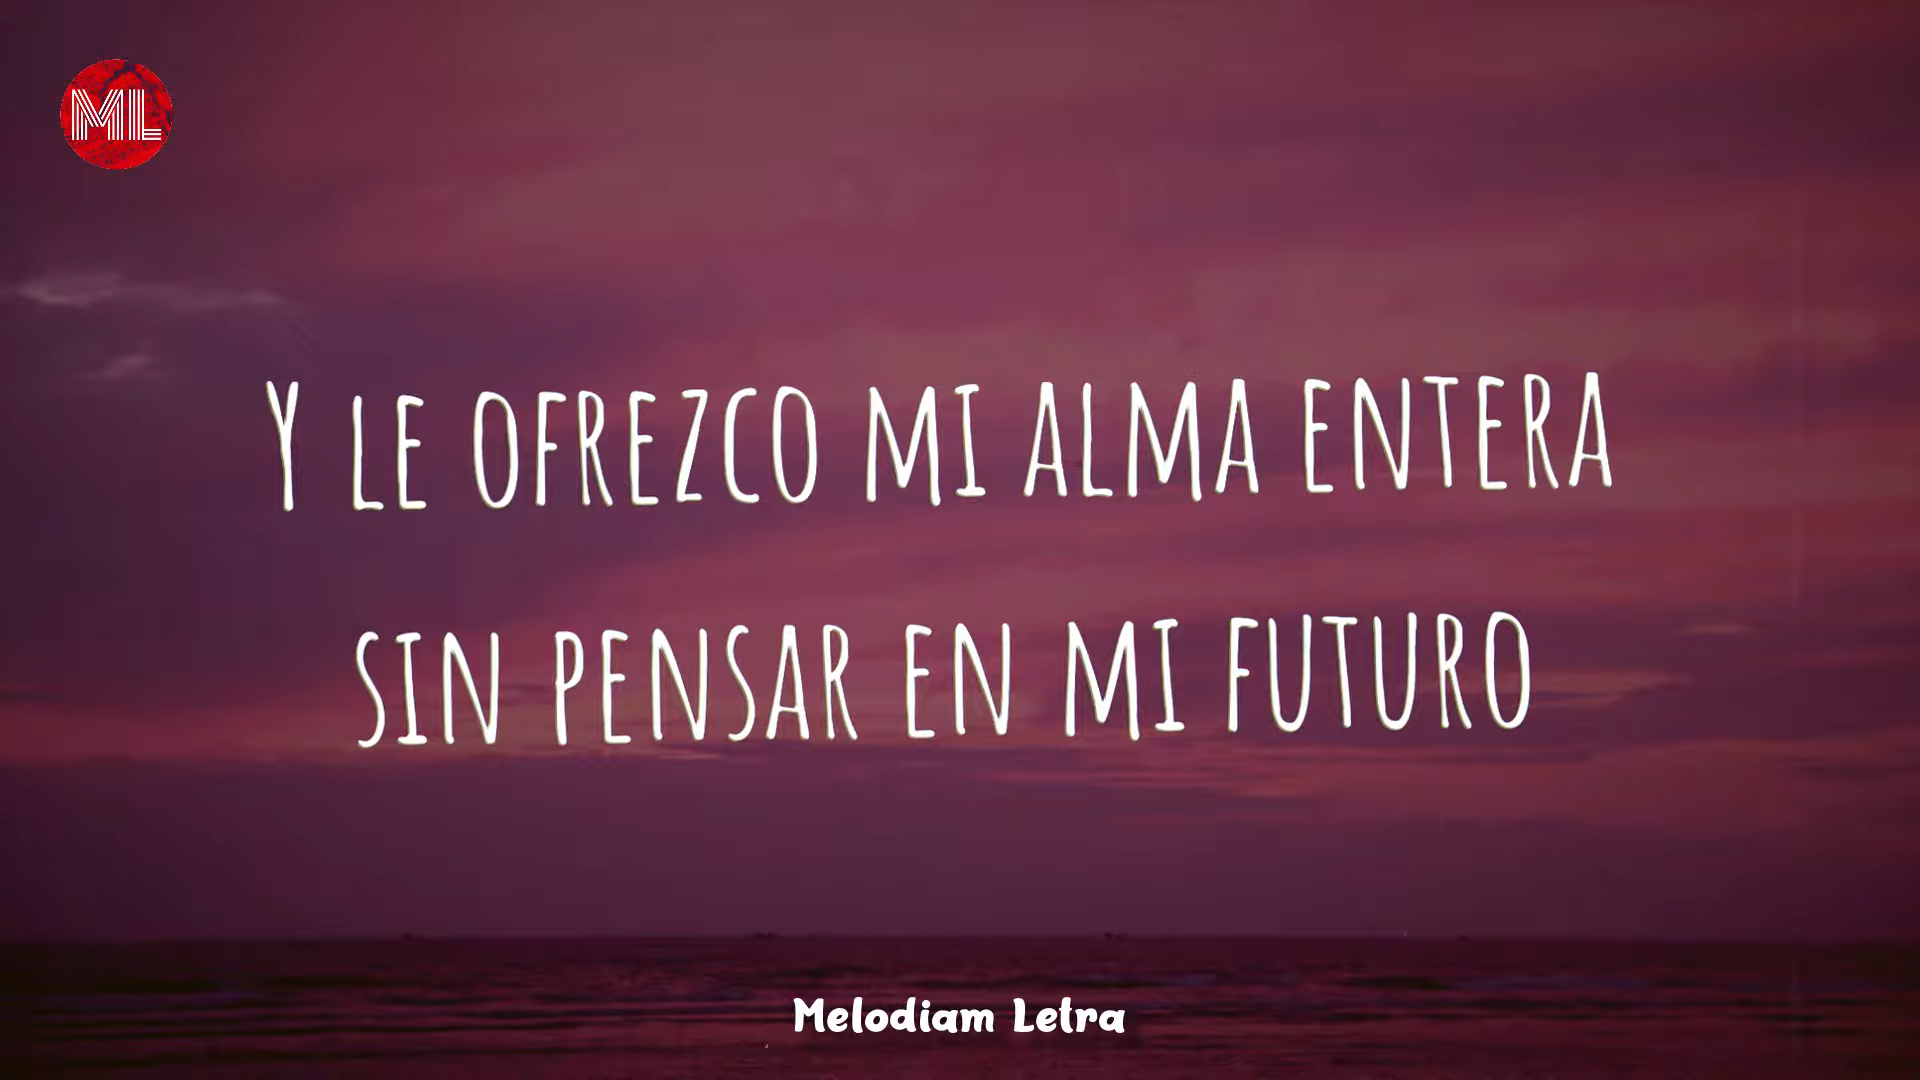 ML
Y LE OFREZCO MI ALMA ENTERA
SIN PENSAR EN MI FUTURO
Melodiam Letra